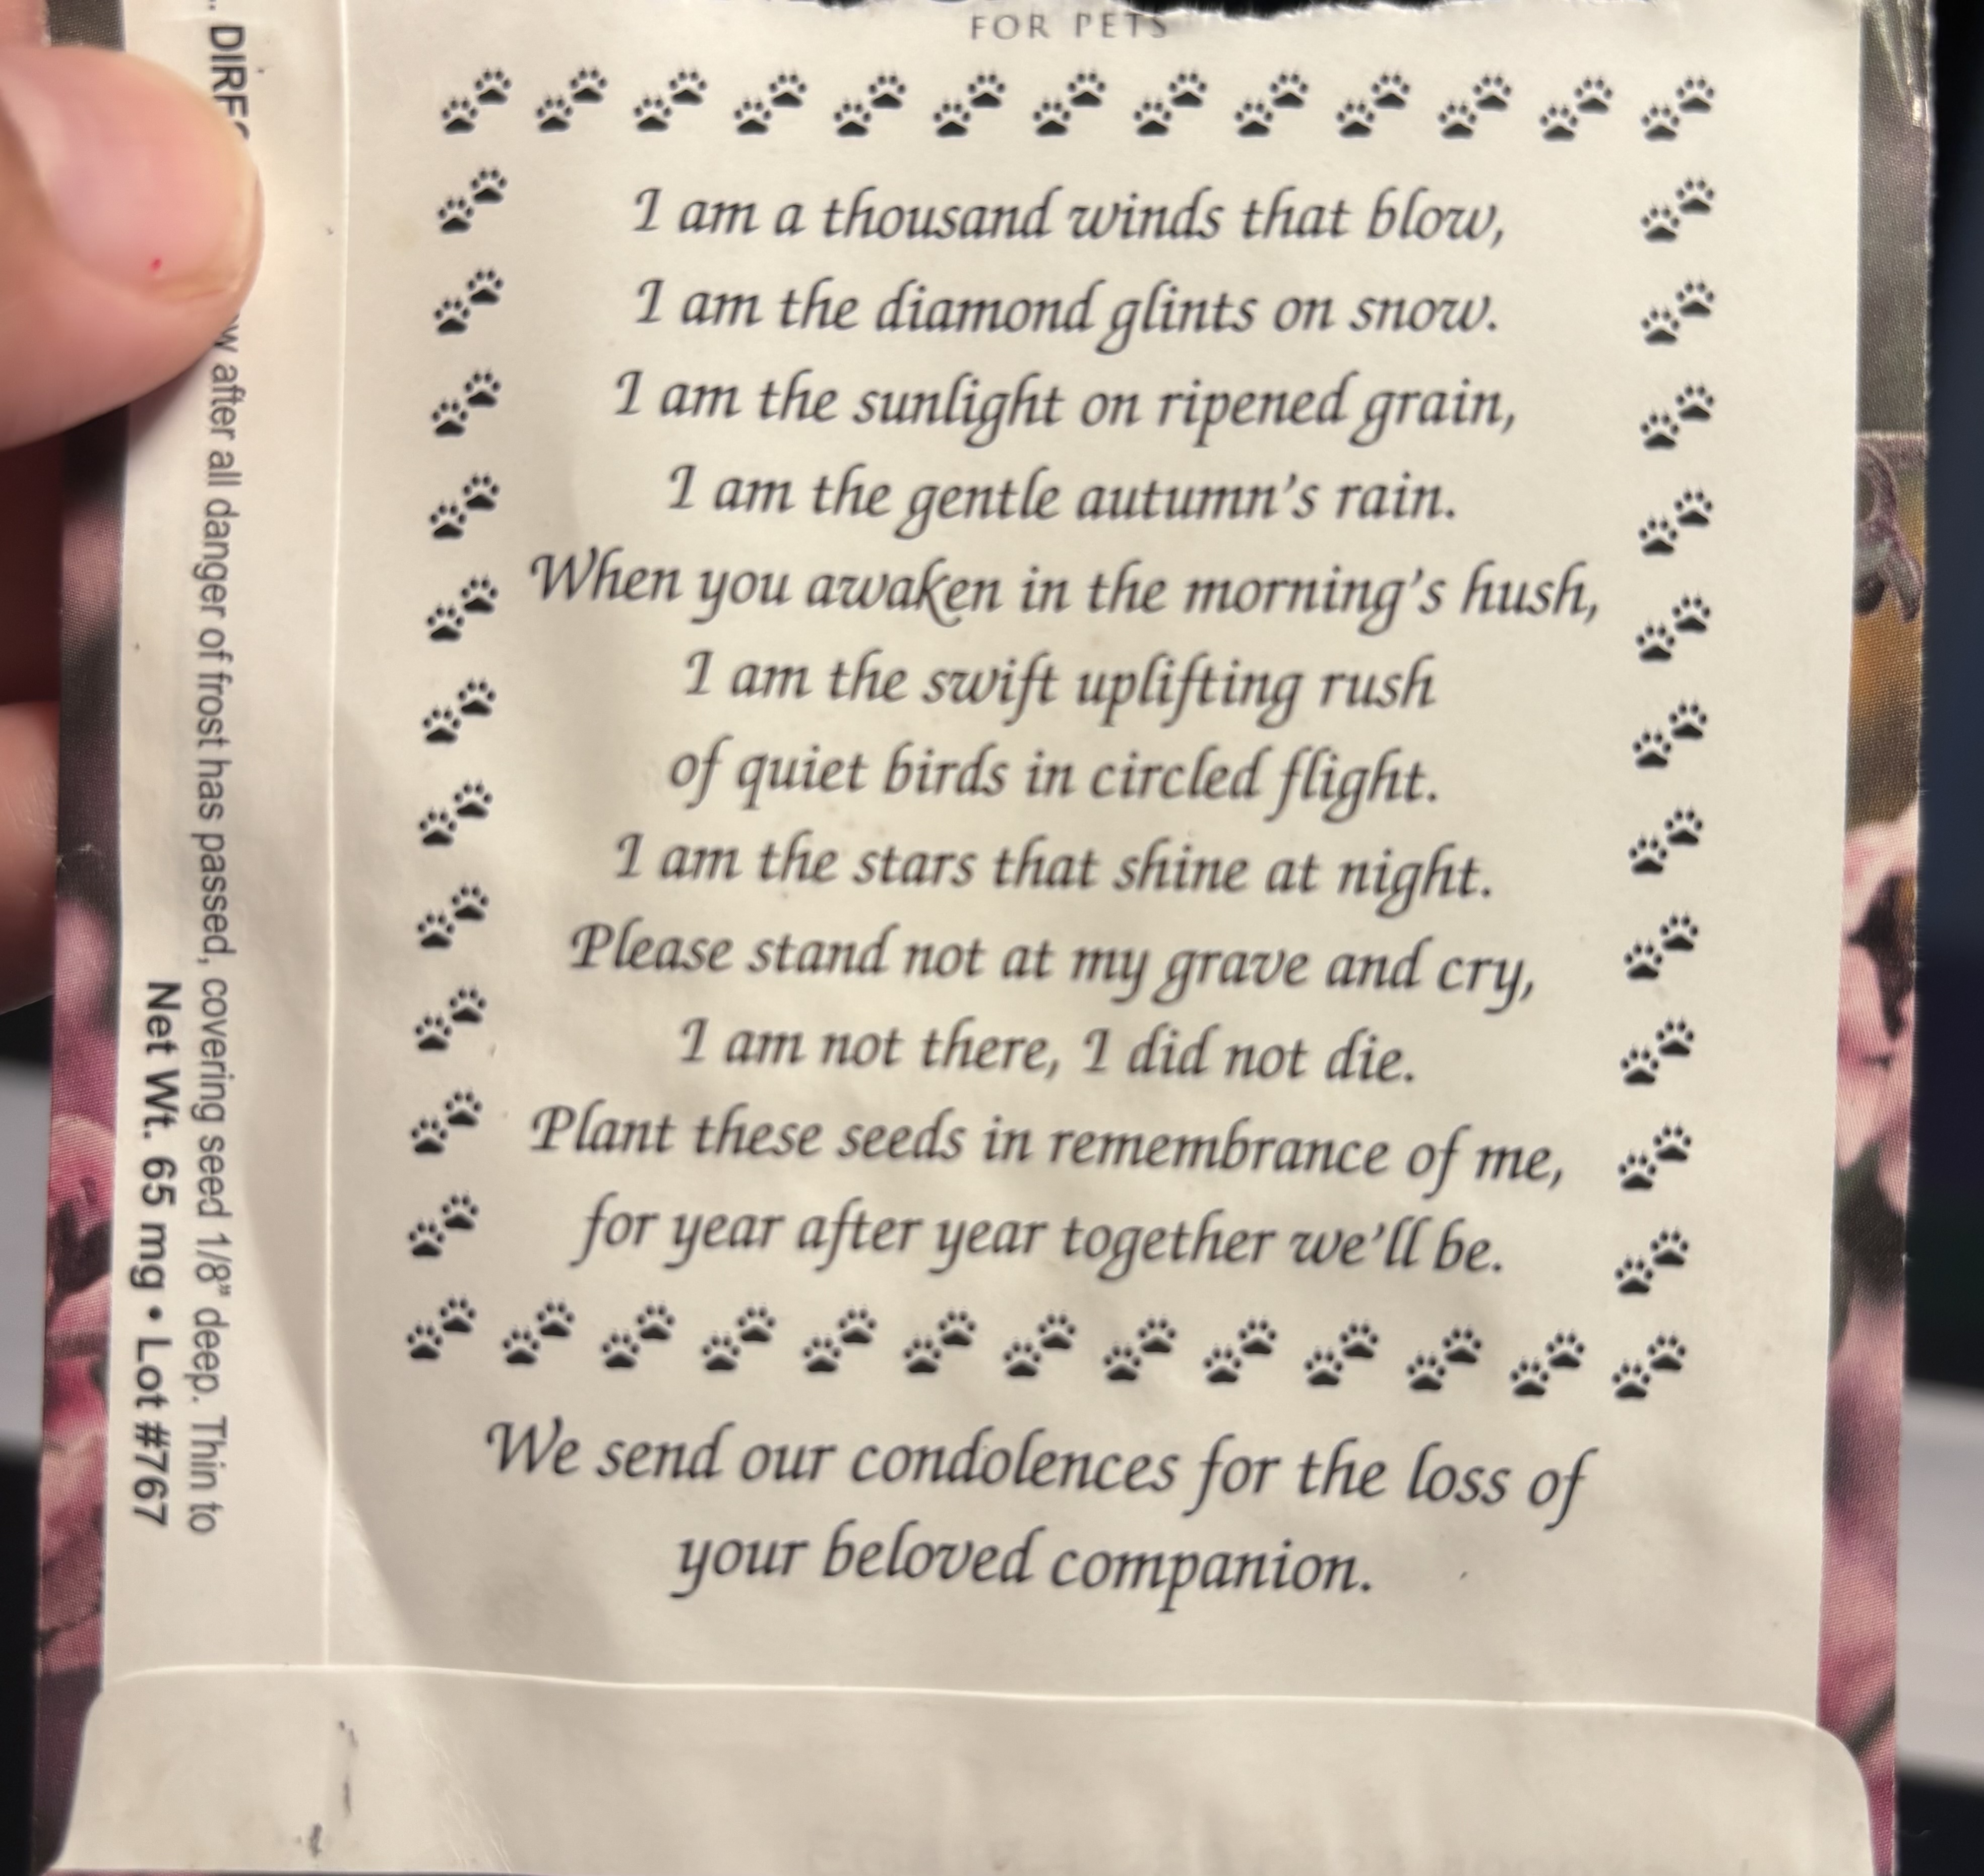 FOR PETS
I am a thousand winds that blow,
I am the diamond glints on snow.
I am the sunlight on ripened grain,
I am the gentle autumn's rain.
When you awaken in the morning's hush,
I am the swift uplifting rush
of quiet birds in circled flight.
I am the stars that shine at night.
Please stand not at my grave and cry,
I am not there, I did not die.
Plant these seeds in remembrance of me,
for year after year together we'll be.
We send our condolences for the loss of
your beloved companion.
after all danger of frost has passed, covering seed 1/8" deep. Thin to
Net Wt. 65 mg • Lot #767